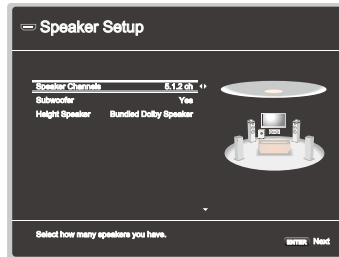 Speaker Setup
Speaker Channels 5.1.2 ch
Subwoofer Yes
Height Speaker Bundled Dolby Speaker
Select how many speakers you have.
ENTER Next